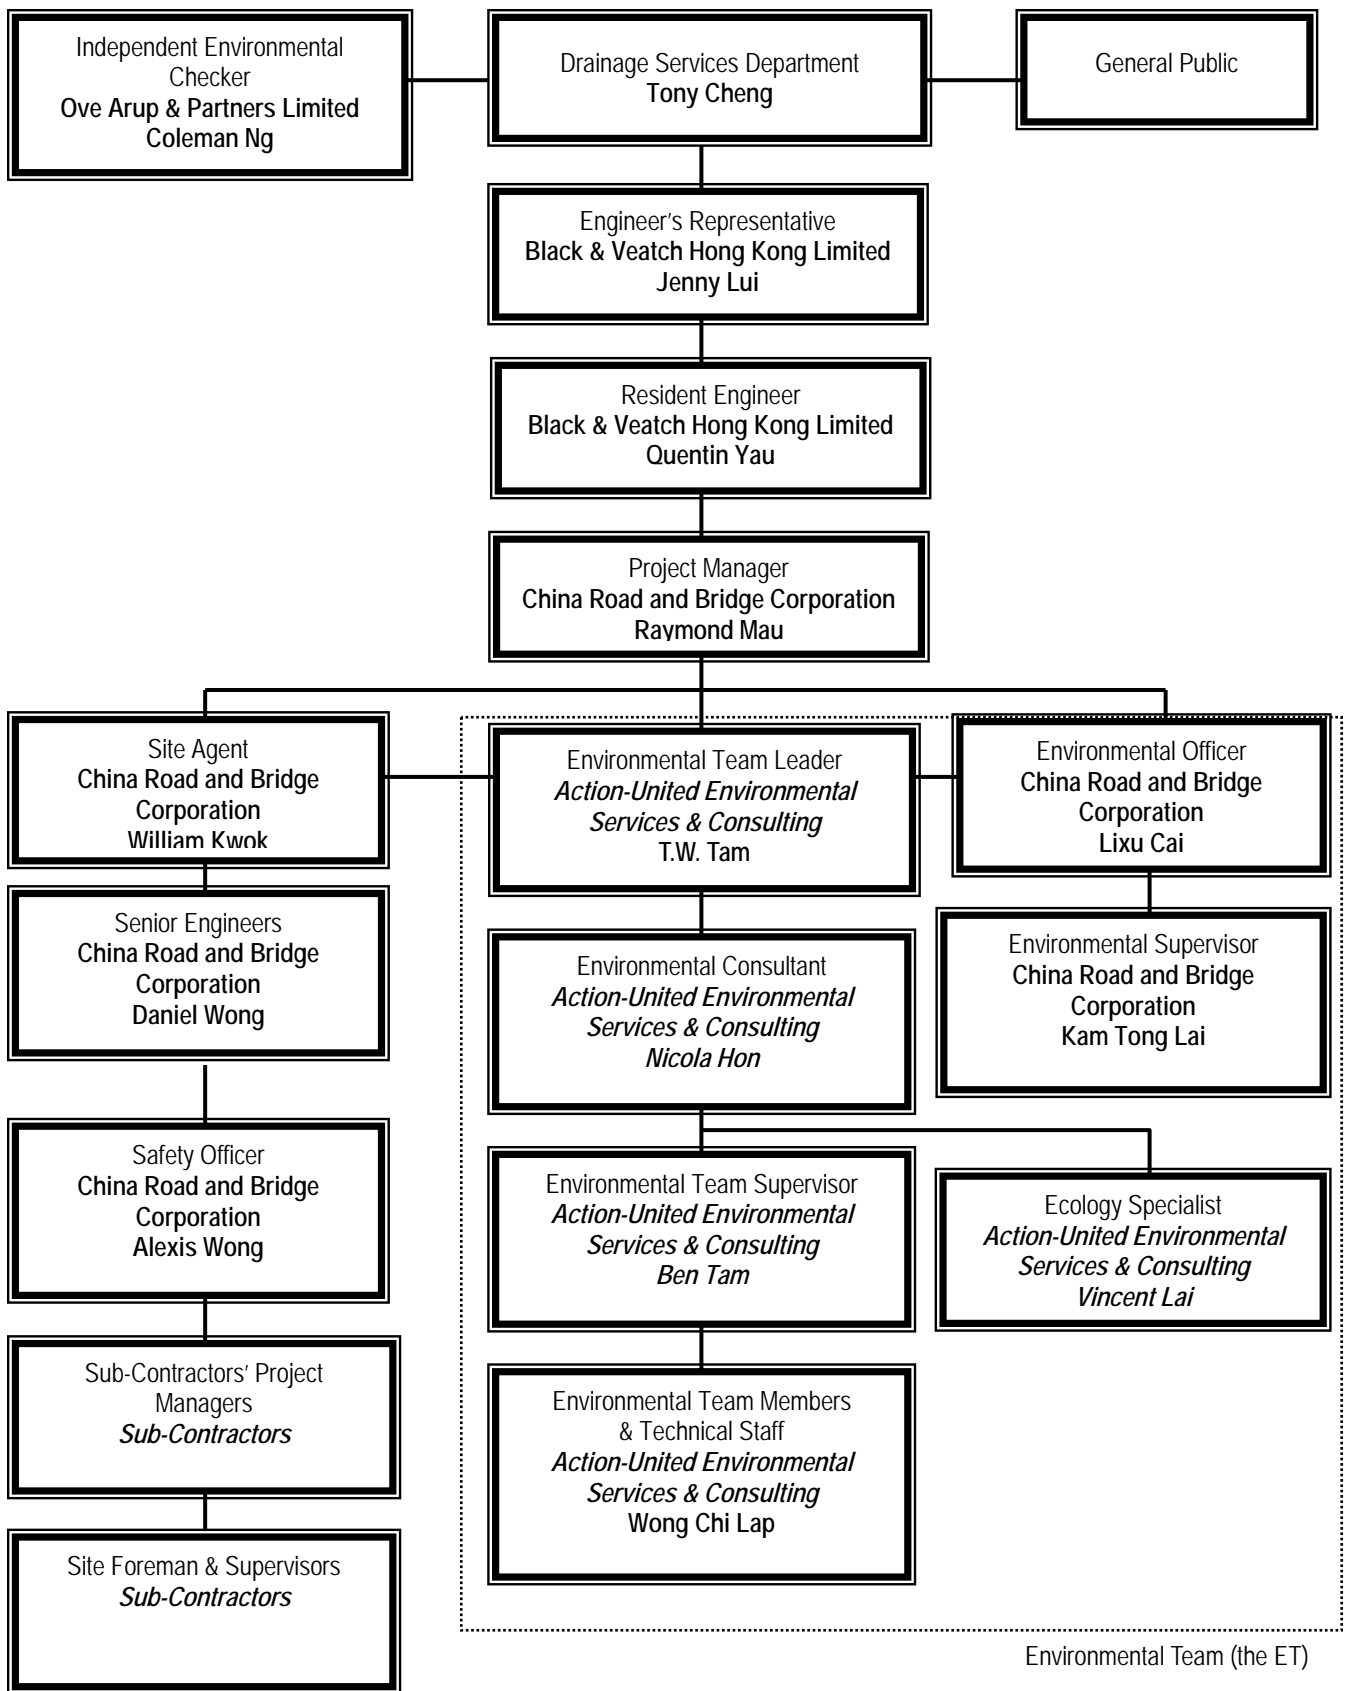 Independent Environmental
Checker
Ove Arup & Partners Limited
Coleman Ng
Drainage Services Department
Tony Cheng
General Public
Engineer's Representative
Black & Veatch Hong Kong Limited
Jenny Lui
Resident Engineer
Black & Veatch Hong Kong Limited
Quentin Yau
Project Manager
China Road and Bridge Corporation
Raymond Mau
Site Agent
China Road and Bridge
Corporation
William Kwok
Environmental Team Leader
Action-United Environmental
Services & Consulting
T.W. Tam
Environmental Officer
China Road and Bridge
Corporation
Lixu Cai
Senior Engineers
China Road and Bridge
Corporation
Daniel Wong
Environmental Consultant
Action-United Environmental
Services & Consulting
Nicola Hon
Environmental Supervisor
China Road and Bridge
Corporation
Kam Tong Lai
Safety Officer
China Road and Bridge
Corporation
Alexis Wong
Environmental Team Supervisor
Action-United Environmental
Services & Consulting
Ben Tam
Ecology Specialist
Action-United Environmental
Services & Consulting
Vincent Lai
Sub-Contractors' Project
Managers
Sub-Contractors
Environmental Team Members
& Technical Staff
Action-United Environmental
Services & Consulting
Wong Chi Lap
Site Foreman & Supervisors
Sub-Contractors
Environmental Team (the ET)